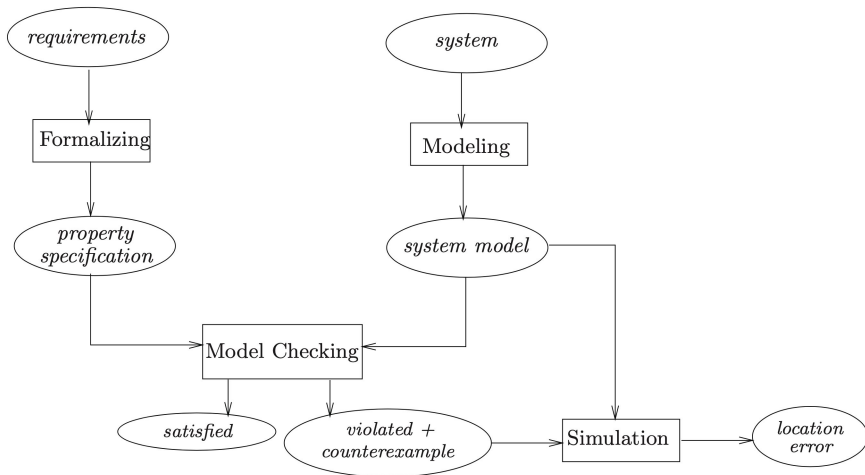 requirements
system
Formalizing
Modeling
property
specification
system model
Model Checking
satisfied
violated +
counterexample
Simulation
location
error